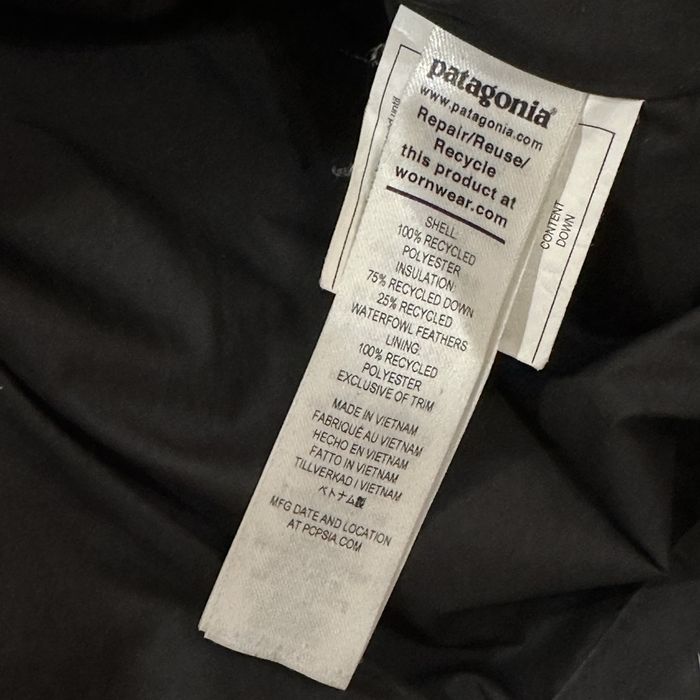 patagonia®
www.patagonia.com
Repair/Reuse/
Recycle
this product at
wornwear.com
SHELL:
100% RECYCLED
POLYESTER
INSULATION:
75% RECYCLED DOWN
25% RECYCLED
WATERFOWL FEATHERS
LINING:
100% RECYCLED
POLYESTER
EXCLUSIVE OF TRIM
MADE IN VIETNAM
FABRIQUÉ AU VIETNAM
HECHO EN VIETNAM
FATTO IN VIETNAM
TILLVERKAD I VIETNAM
ベトナム製
MFG DATE AND LOCATION
AT PCPSIA.COM
CONTENT
DOWN
until